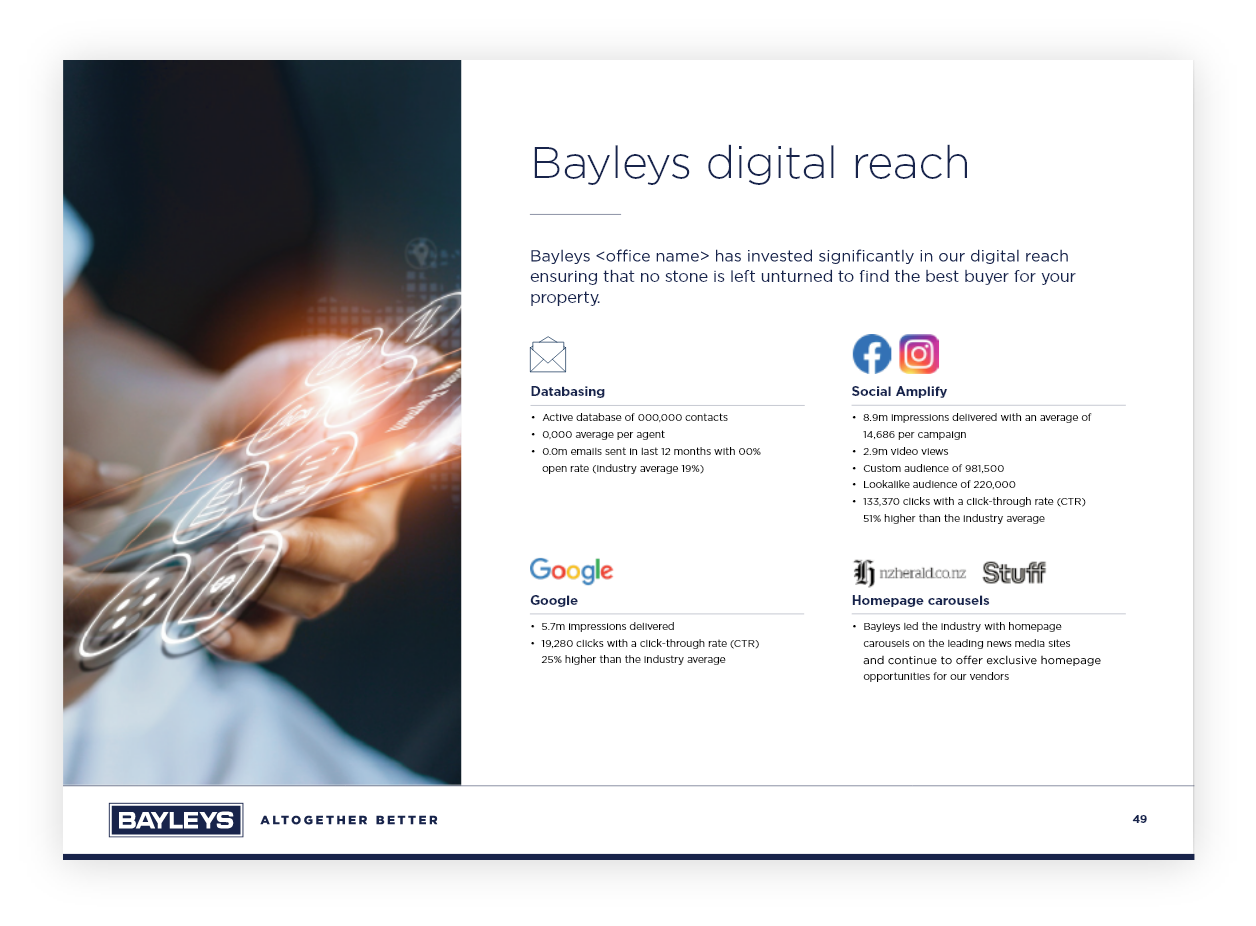 Bayleys digital reach
Bayleys <office name> has invested significantly in our digital reach
ensuring that no stone is left unturned to find the best buyer for your
property.
Databasing
• Active database of 000,000 contacts
• 0,000 average per agent
• 0.0m emails sent in last 12 months with 00%
open rate (industry average 19%)
Social Amplify
• 8.9m impressions delivered with an average of
14,686 per campaign
• 2.9m video views
• Custom audience of 981,500
• Lookalike audience of 220,000
• 133,370 clicks with a click-through rate (CTR)
51% higher than the industry average
Google
Google
• 5.7m impressions delivered
• 19,280 clicks with a click-through rate (CTR)
25% higher than the industry average
nzherald.co.nz Stuff
Homepage carousels
• Bayleys led the industry with homepage
carousels on the leading news media sites
and continue to offer exclusive homepage
opportunities for our vendors
BAYLEYS ALTOGETHER BETTER
49